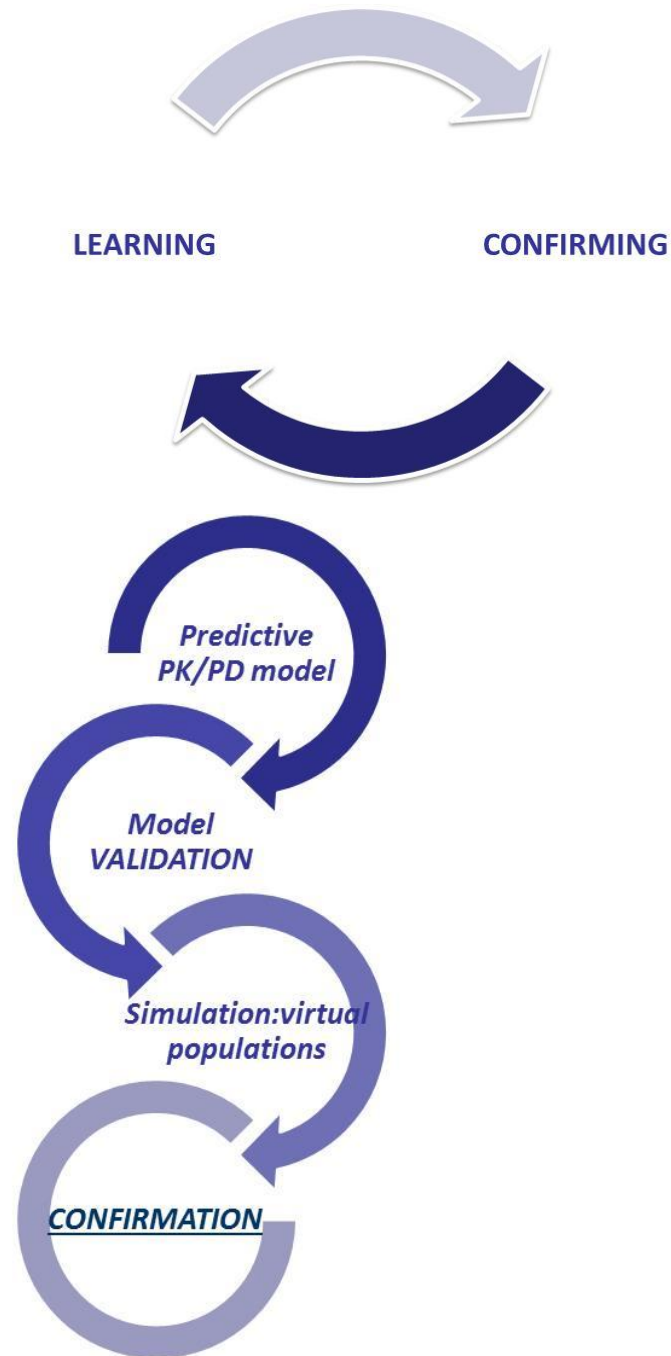 LEARNING
CONFIRMING
Predictive
PK/PD model
Model
VALIDATION
Simulation:virtual
populations
CONFIRMATION